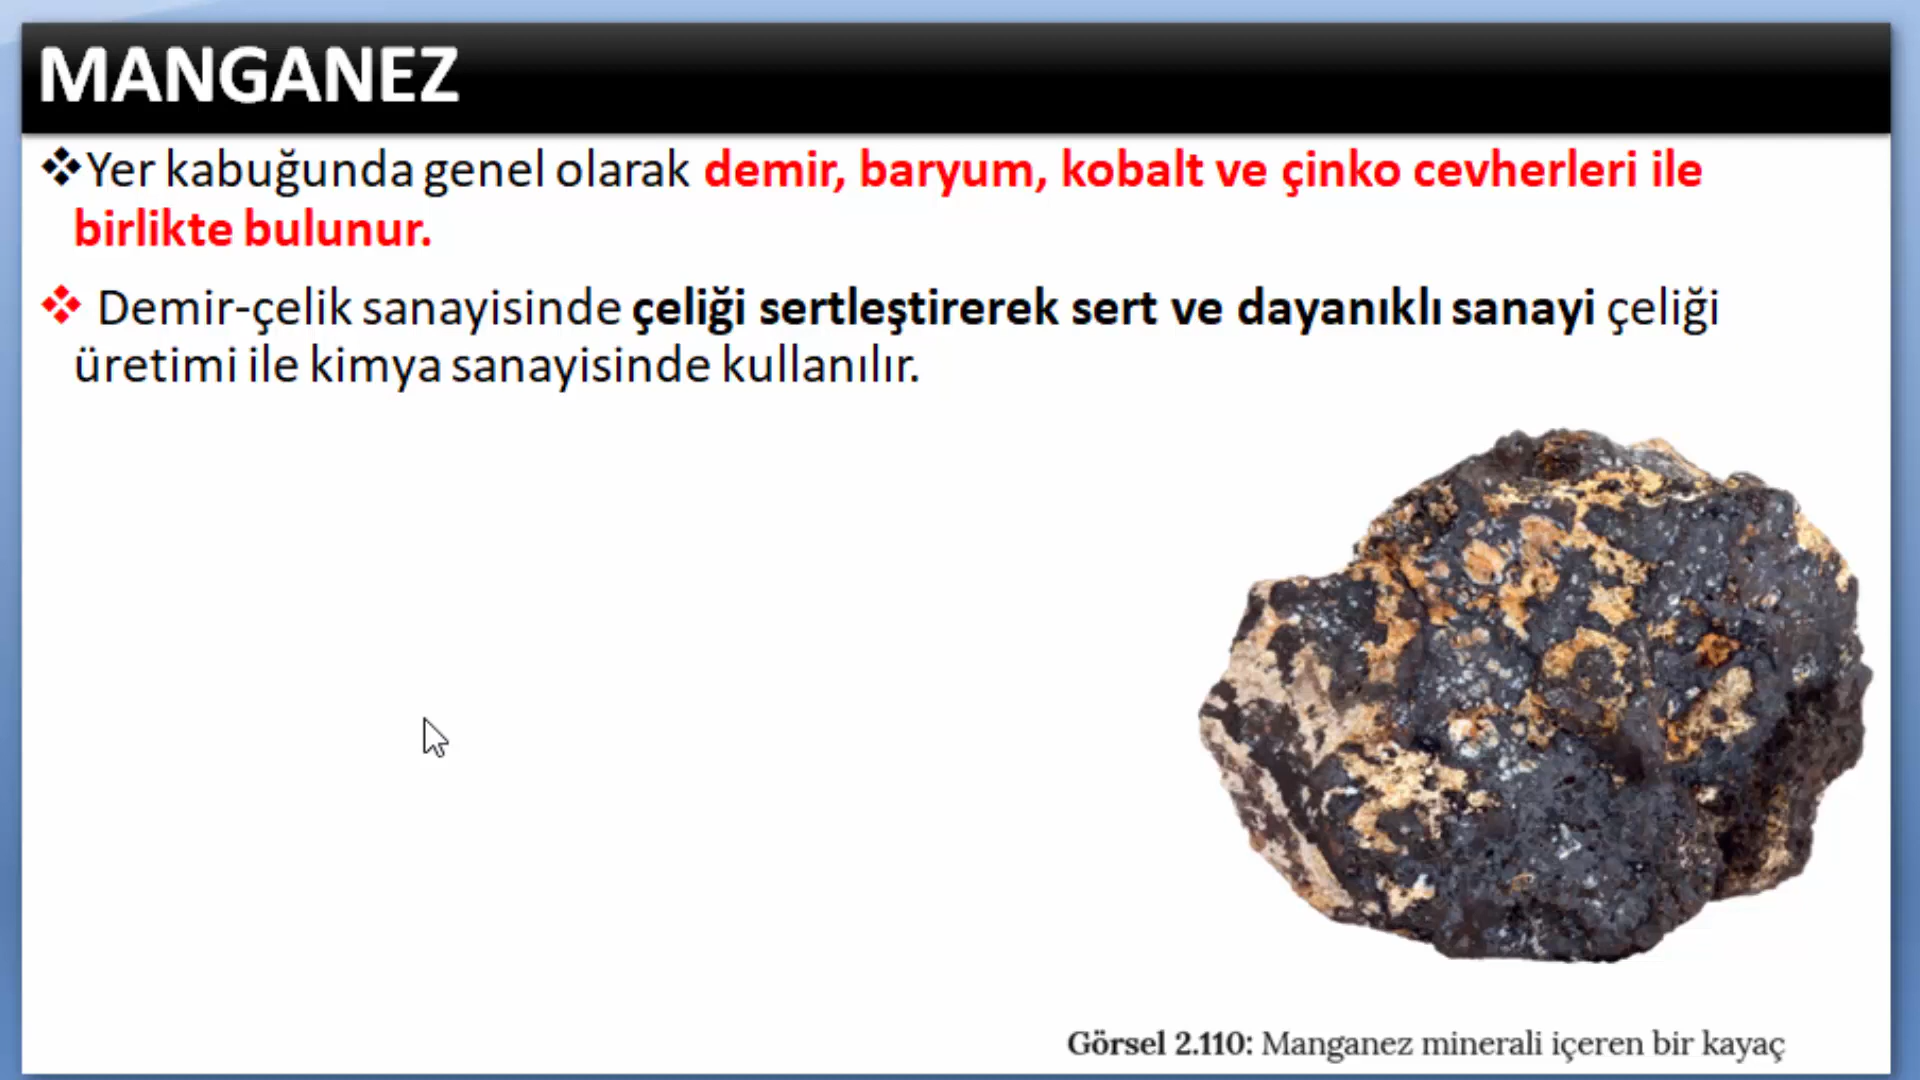 MANGANEZ
❖Yer kabuğunda genel olarak demir, baryum, kobalt ve çinko cevherleri ile
birlikte bulunur.
❖ Demir-çelik sanayisinde çeliği sertleştirerek sert ve dayanıklı sanayi çeliği
üretimi ile kimya sanayisinde kullanılır.
Görsel 2.110: Manganez minerali içeren bir kayaç